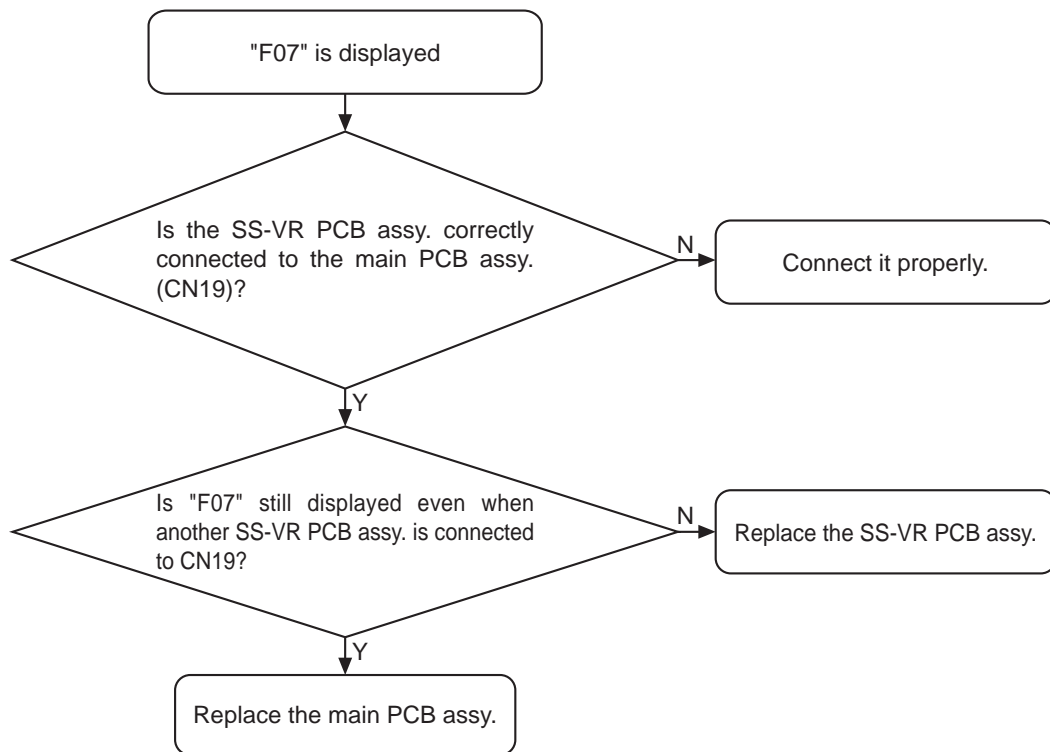 "F07" is displayed
Is the SS-VR PCB assy. correctly
connected to the main PCB assy.
(CN19)?
N
Connect it properly.
Y
Is "F07" still displayed even when
another SS-VR PCB assy. is connected
to CN19?
N
Replace the SS-VR PCB assy.
Y
Replace the main PCB assy.